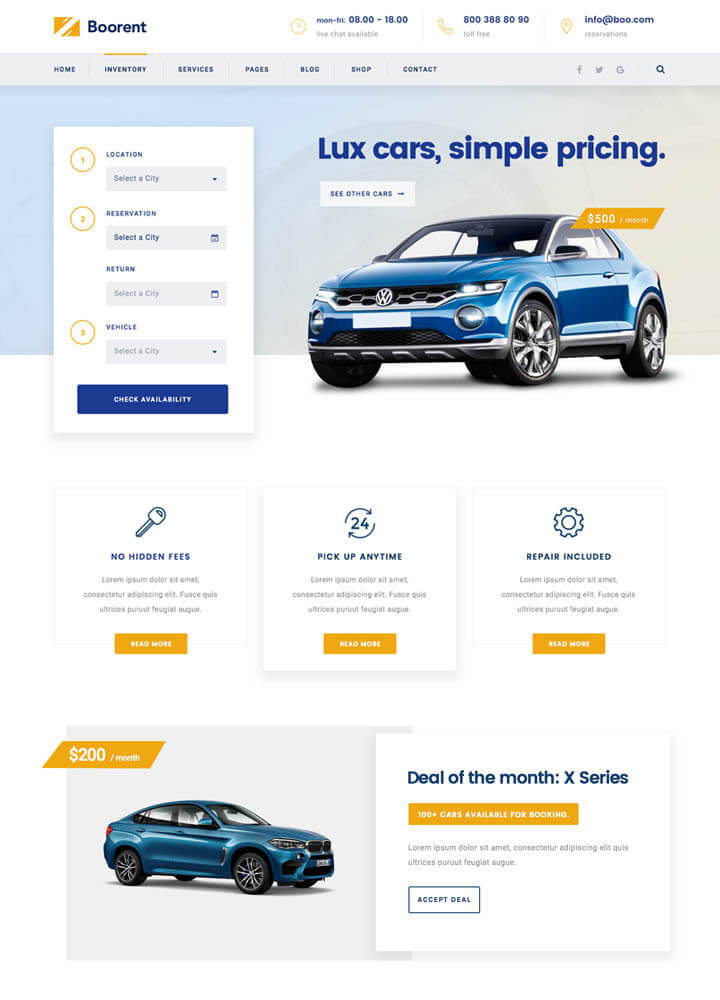 Boorent
mon-fri: 08.00 - 18.00
live chat available
800 388 80 90
toll free
info@boo.com
reservations
HOME
INVENTORY
SERVICES
PAGES
BLOG
SHOP
CONTACT
Lux cars, simple pricing.
SEE OTHER CARS
$500 / month
1
LOCATION
Select a City
2
RESERVATION
Select a City
RETURN
Select a City
3
VEHICLE
Select a City
CHECK AVAILABILITY
NO HIDDEN FEES
Lorem ipsum dolor sit amet,
consectetur adipiscing elit. Fusce quis
ultrices puruut feugiat augue.
READ MORE
24
PICK UP ANYTIME
Lorem ipsum dolor sit amet,
consectetur adipiscing elit. Fusce quis
ultrices puruut feugiat augue.
READ MORE
REPAIR INCLUDED
Lorem ipsum dolor sit amet,
consectetur adipiscing elit. Fusce quis
ultrices puruut feugiat augue.
READ MORE
$200 / month
Deal of the month: X Series
100+ CARS AVAILABLE FOR BOOKING.
Lorem ipsum dolor sit amet, consectetur adipiscing elit. Fusce quis
ultrices puruut feugiat augue.
ACCEPT DEAL